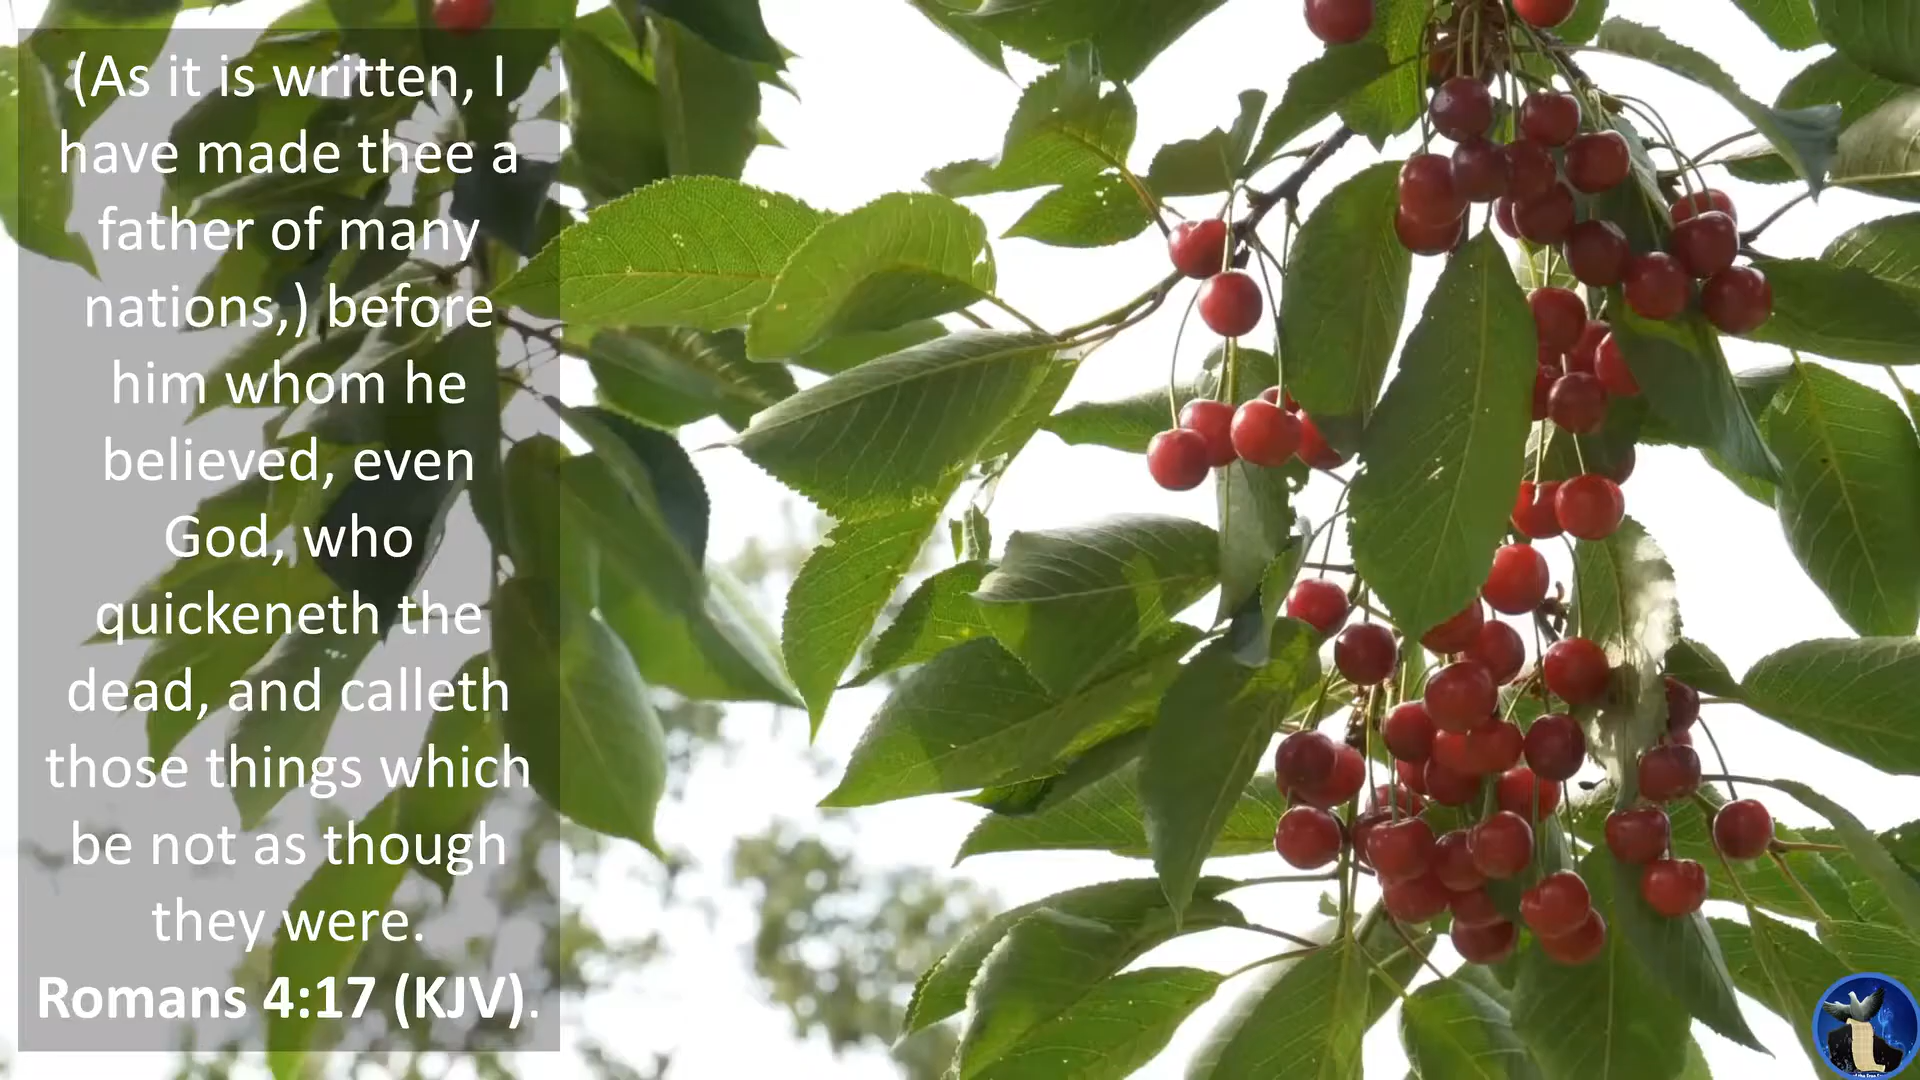 (As it is written, I
have made thee a
father of many
nations,) before
him whom he
believed, even
God, who
quickeneth the
dead, and calleth
those things which
be not as though
they were.
Romans 4:17 (KJV).